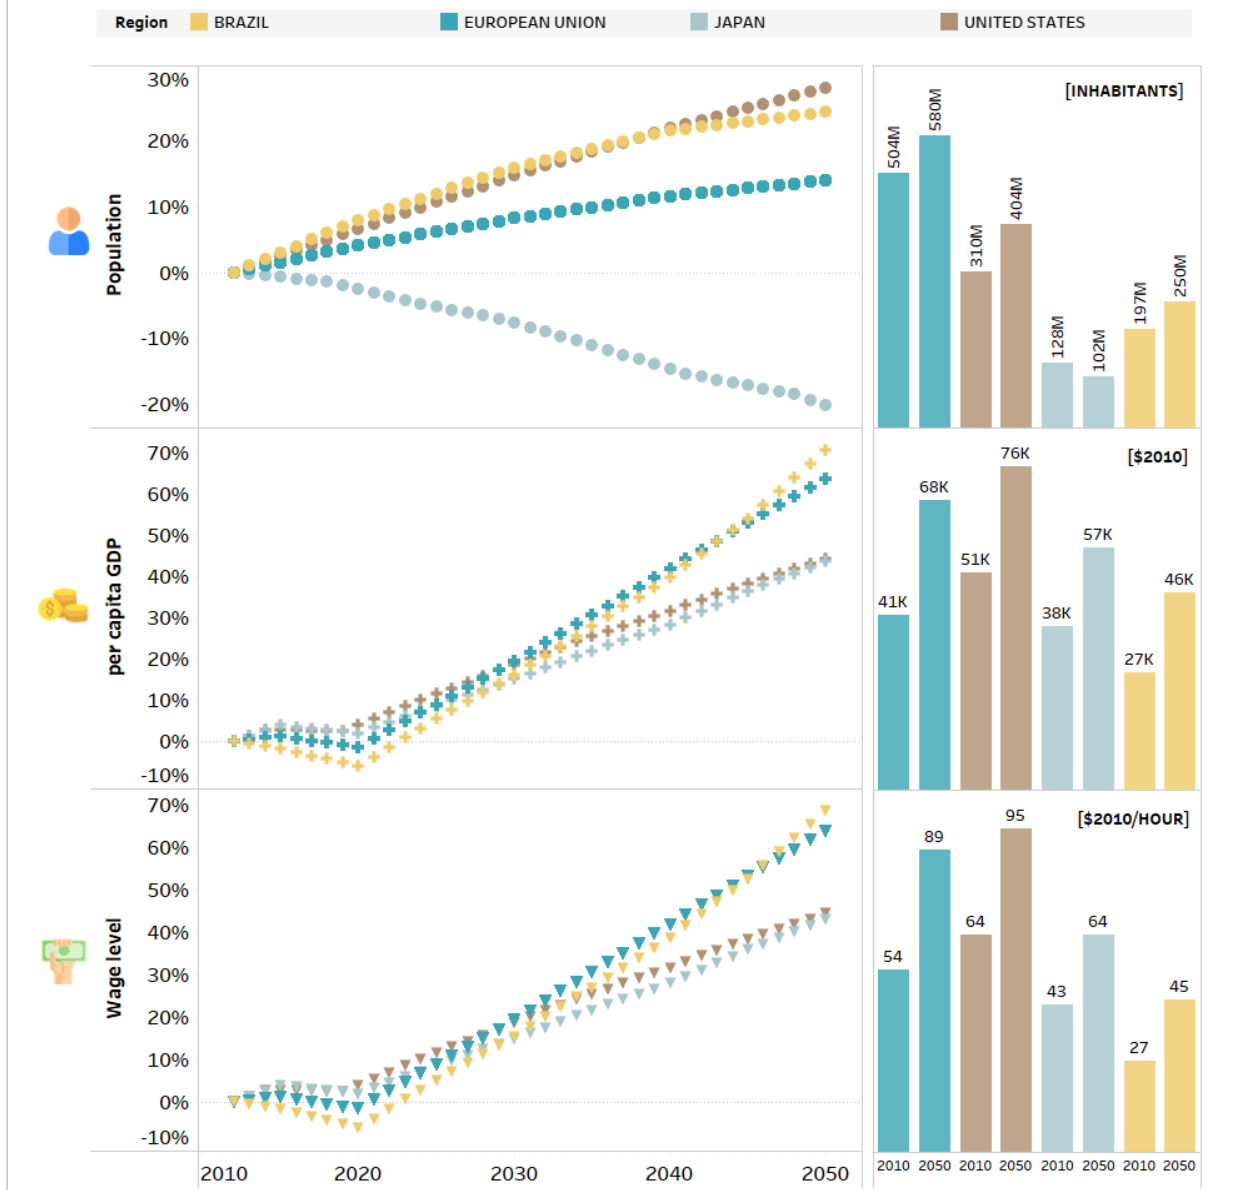 Region BRAZIL EUROPEAN UNION JAPAN UNITED STATES
Population
30%
20%
10%
0%
-10%
-20%
[INHABITANTS]
504M
580M
310M
404M
128M
102M
197M
250M
per capita GDP
70%
60%
50%
40%
30%
20%
10%
0%
-10%
[$2010]
41K
68K
51K
76K
38K
57K
27K
46K
Wage level
70%
60%
50%
40%
30%
20%
10%
0%
-10%
[$2010/HOUR]
54
89
64
95
43
64
27
45
2010 2020 2030 2040 2050
2010 2050 2010 2050 2010 2050 2010 2050